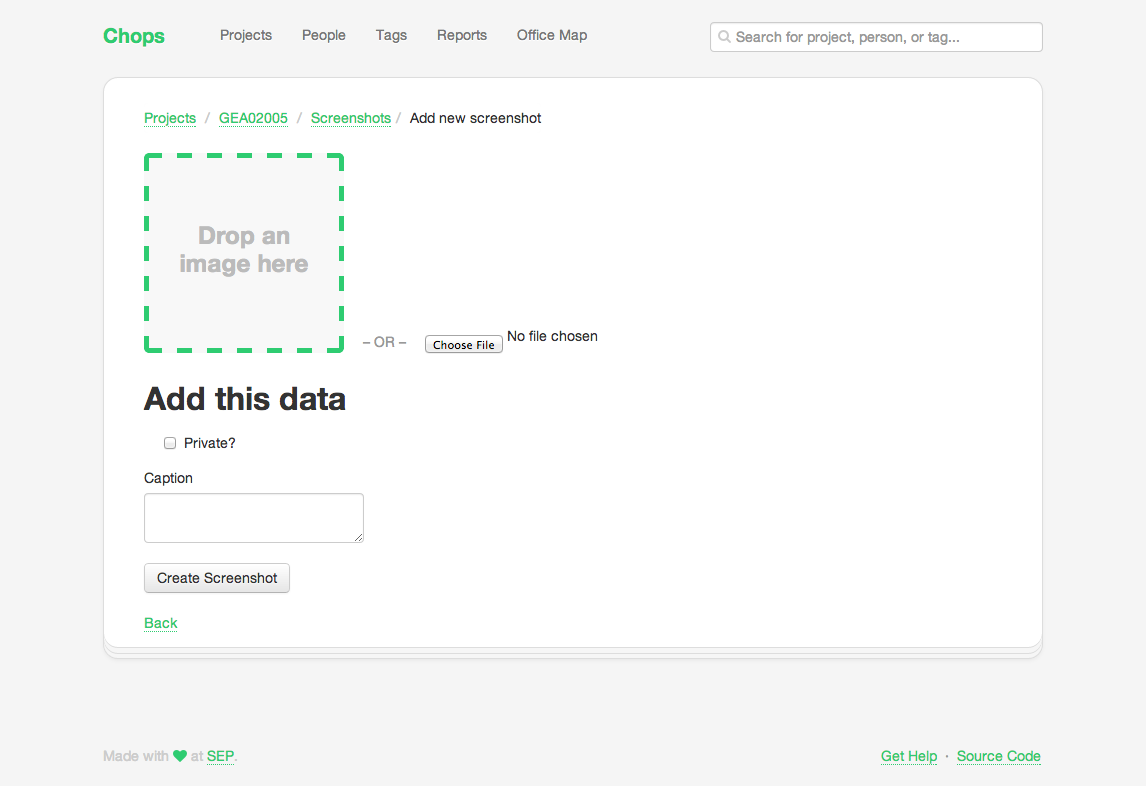 Chops Projects People Tags Reports Office Map Search for project, person, or tag...
Projects / GEA02005 / Screenshots / Add new screenshot
Drop an
image here
– OR – Choose File No file chosen
Add this data
Private?
Caption
Create Screenshot
Back
Made with ♥ at SEP. Get Help · Source Code